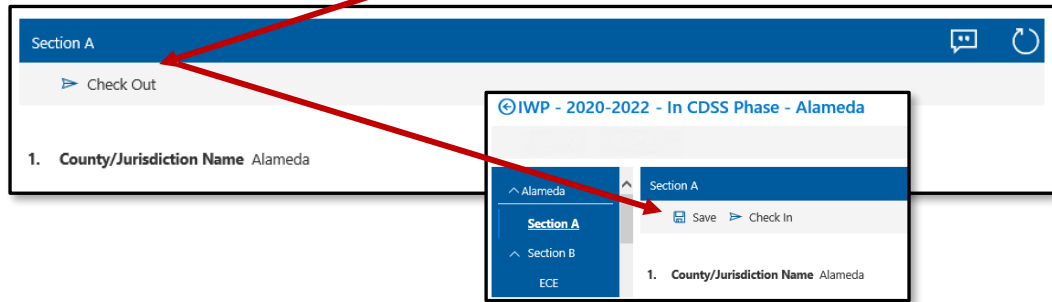 Section A
Check Out
1. County/Jurisdiction Name Alameda
IWP - 2020-2022 - In CDSS Phase - Alameda
Alameda
Section A
Section B
ECE
Section A
Save Check In
1. County/Jurisdiction Name Alameda